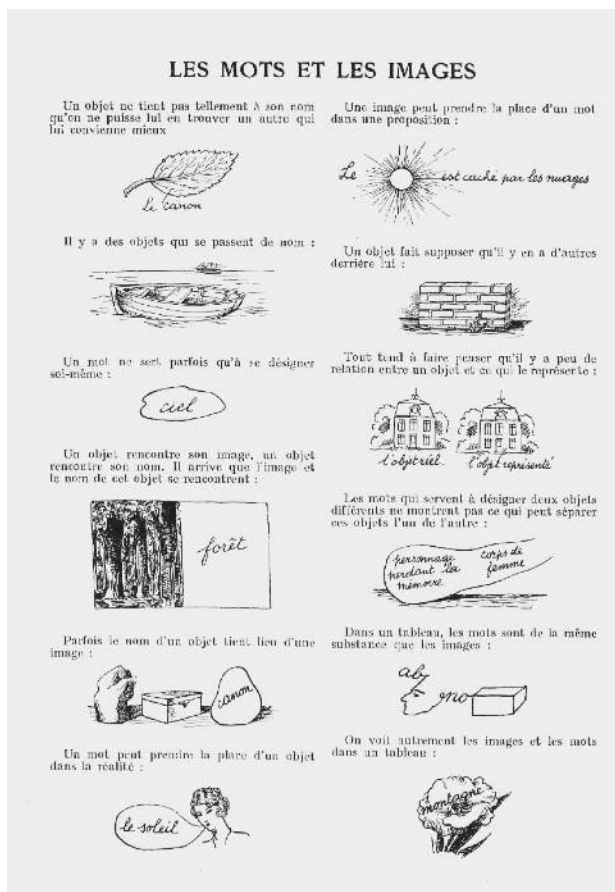 LES MOTS ET LES IMAGES
Un objet ne tient pas tellement à son nom
qu'on ne puisse lui en trouver un autre qui
lui convienne mieux
le canon
Il y a des objets qui se passent de nom :
Un mot ne sert parfois qu'à se désigner
soi-même :
ciel
Un objet rencontre son image, un objet
rencontre son nom. Il arrive que l'image et
le nom de cet objet se rencontrent :
forêt
Parfois le nom d'un objet tient lieu d'une
image :
canon
Un mot peut prendre la place d'un objet
dans la réalité :
le soleil
Une image peut prendre la place d'un mot
dans une proposition :
Le est caché par les nuages
Un objet fait supposer qu'il y en a d'autres
derrière lui :
Tout tend à faire penser qu'il y a peu de
relation entre un objet et ce qui le représente :
l'objet réel l'objet représenté
Les mots qui servent à désigner deux objets
différents ne montrent pas ce qui peut séparer
ces objets l'un de l'autre :
personnage corps de
perdant la femme
mémoire
Dans un tableau, les mots sont de la même
substance que les images :
On voit autrement les images et les mots
dans un tableau :
montagne